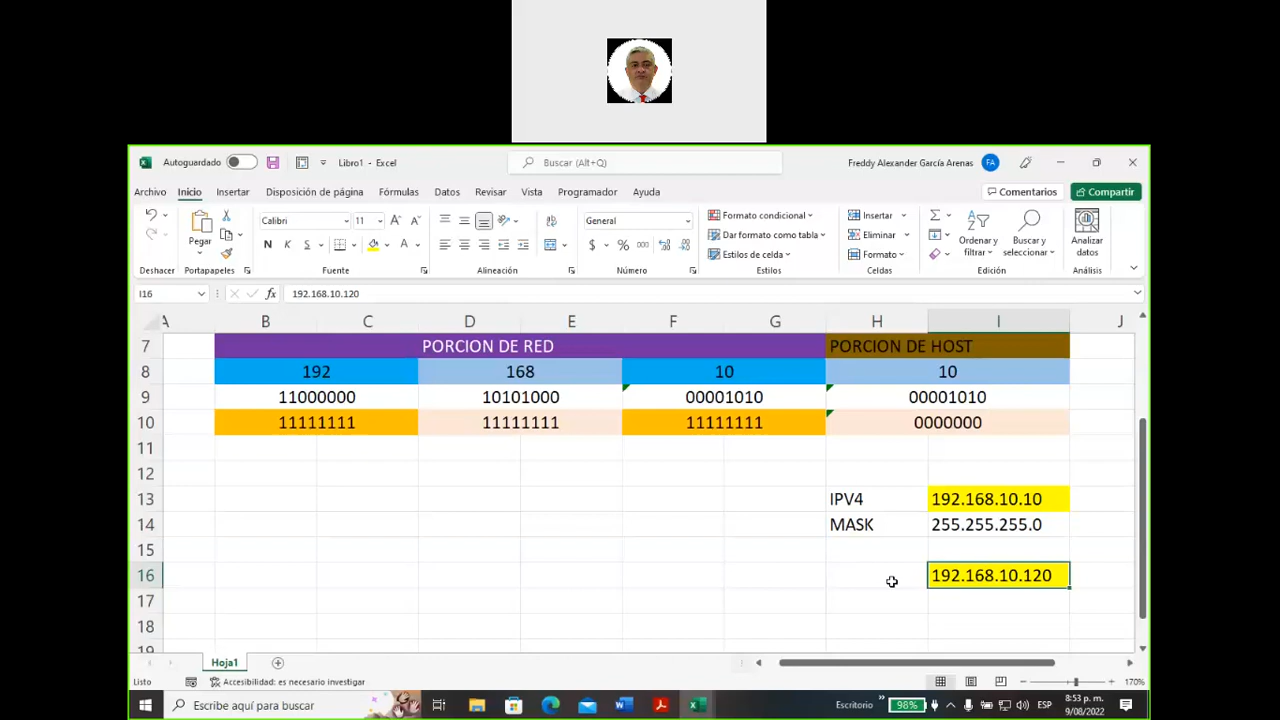 Autoguardado Libro1 - Excel Buscar (Alt+Q) Freddy Alexander García Arenas FA
Archivo Inicio Insertar Disposición de página Fórmulas Datos Revisar Vista Programador Ayuda Comentarios Compartir
Pegar Calibri 11 General Formato condicional Insertar
N K S $ % 000 Dar formato como tabla Eliminar Ordenar y filtrar Buscar y seleccionar Analizar datos
Estilos de celda Formato
Deshacer Portapapeles Fuente Alineación Número Estilos Celdas Edición Análisis
I16 fx 192.168.10.120
A B C D E F G H I J
7 PORCION DE RED PORCION DE HOST
8 192 168 10 10
9 11000000 10101000 00001010 00001010
10 11111111 11111111 11111111 0000000
11
12
13 IPV4 192.168.10.10
14 MASK 255.255.255.0
15
16 192.168.10.120
17
18
19
Hoja1
Listo Accesibilidad: es necesario investigar 170%
Escribe aquí para buscar Escritorio 98% ESP 8:53 p. m.
9/08/2022